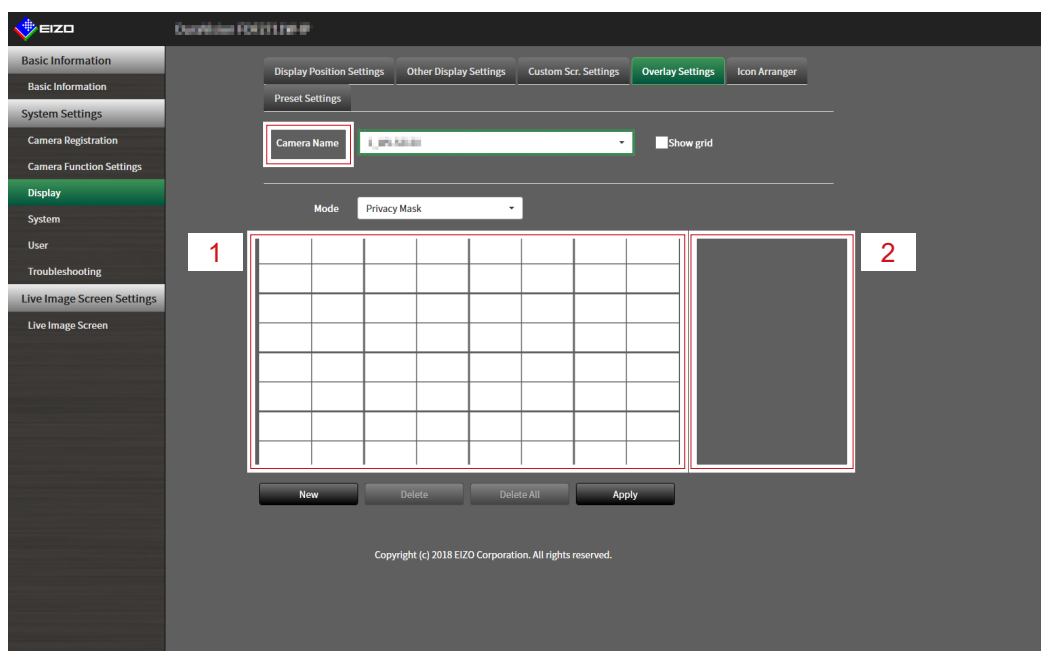 EIZO
Basic Information
Basic Information
System Settings
Camera Registration
Camera Function Settings
Display
System
User
Troubleshooting
Live Image Screen Settings
Live Image Screen
Display Position Settings Other Display Settings Custom Scr. Settings Overlay Settings Icon Arranger
Preset Settings
Camera Name Show grid
Mode Privacy Mask
1 2
New Delete Delete All Apply
Copyright (c) 2018 EIZO Corporation. All rights reserved.